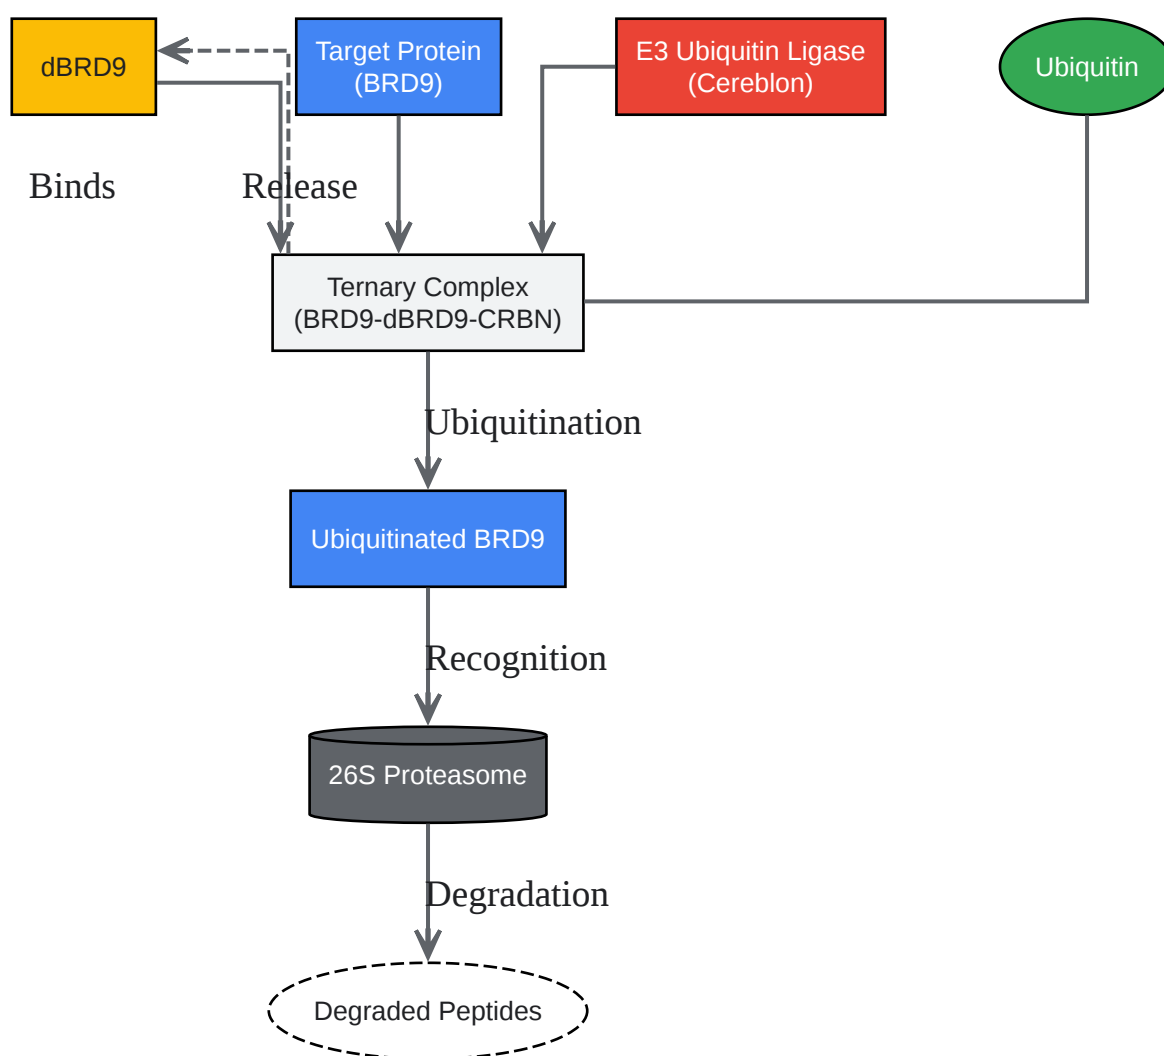 dBRD9
Target Protein
(BRD9)
E3 Ubiquitin Ligase
(Cereblon)
Ubiquitin
Binds
Release
Ternary Complex
(BRD9-dBRD9-CRBN)
Ubiquitination
Ubiquitinated BRD9
Recognition
26S Proteasome
Degradation
Degraded Peptides